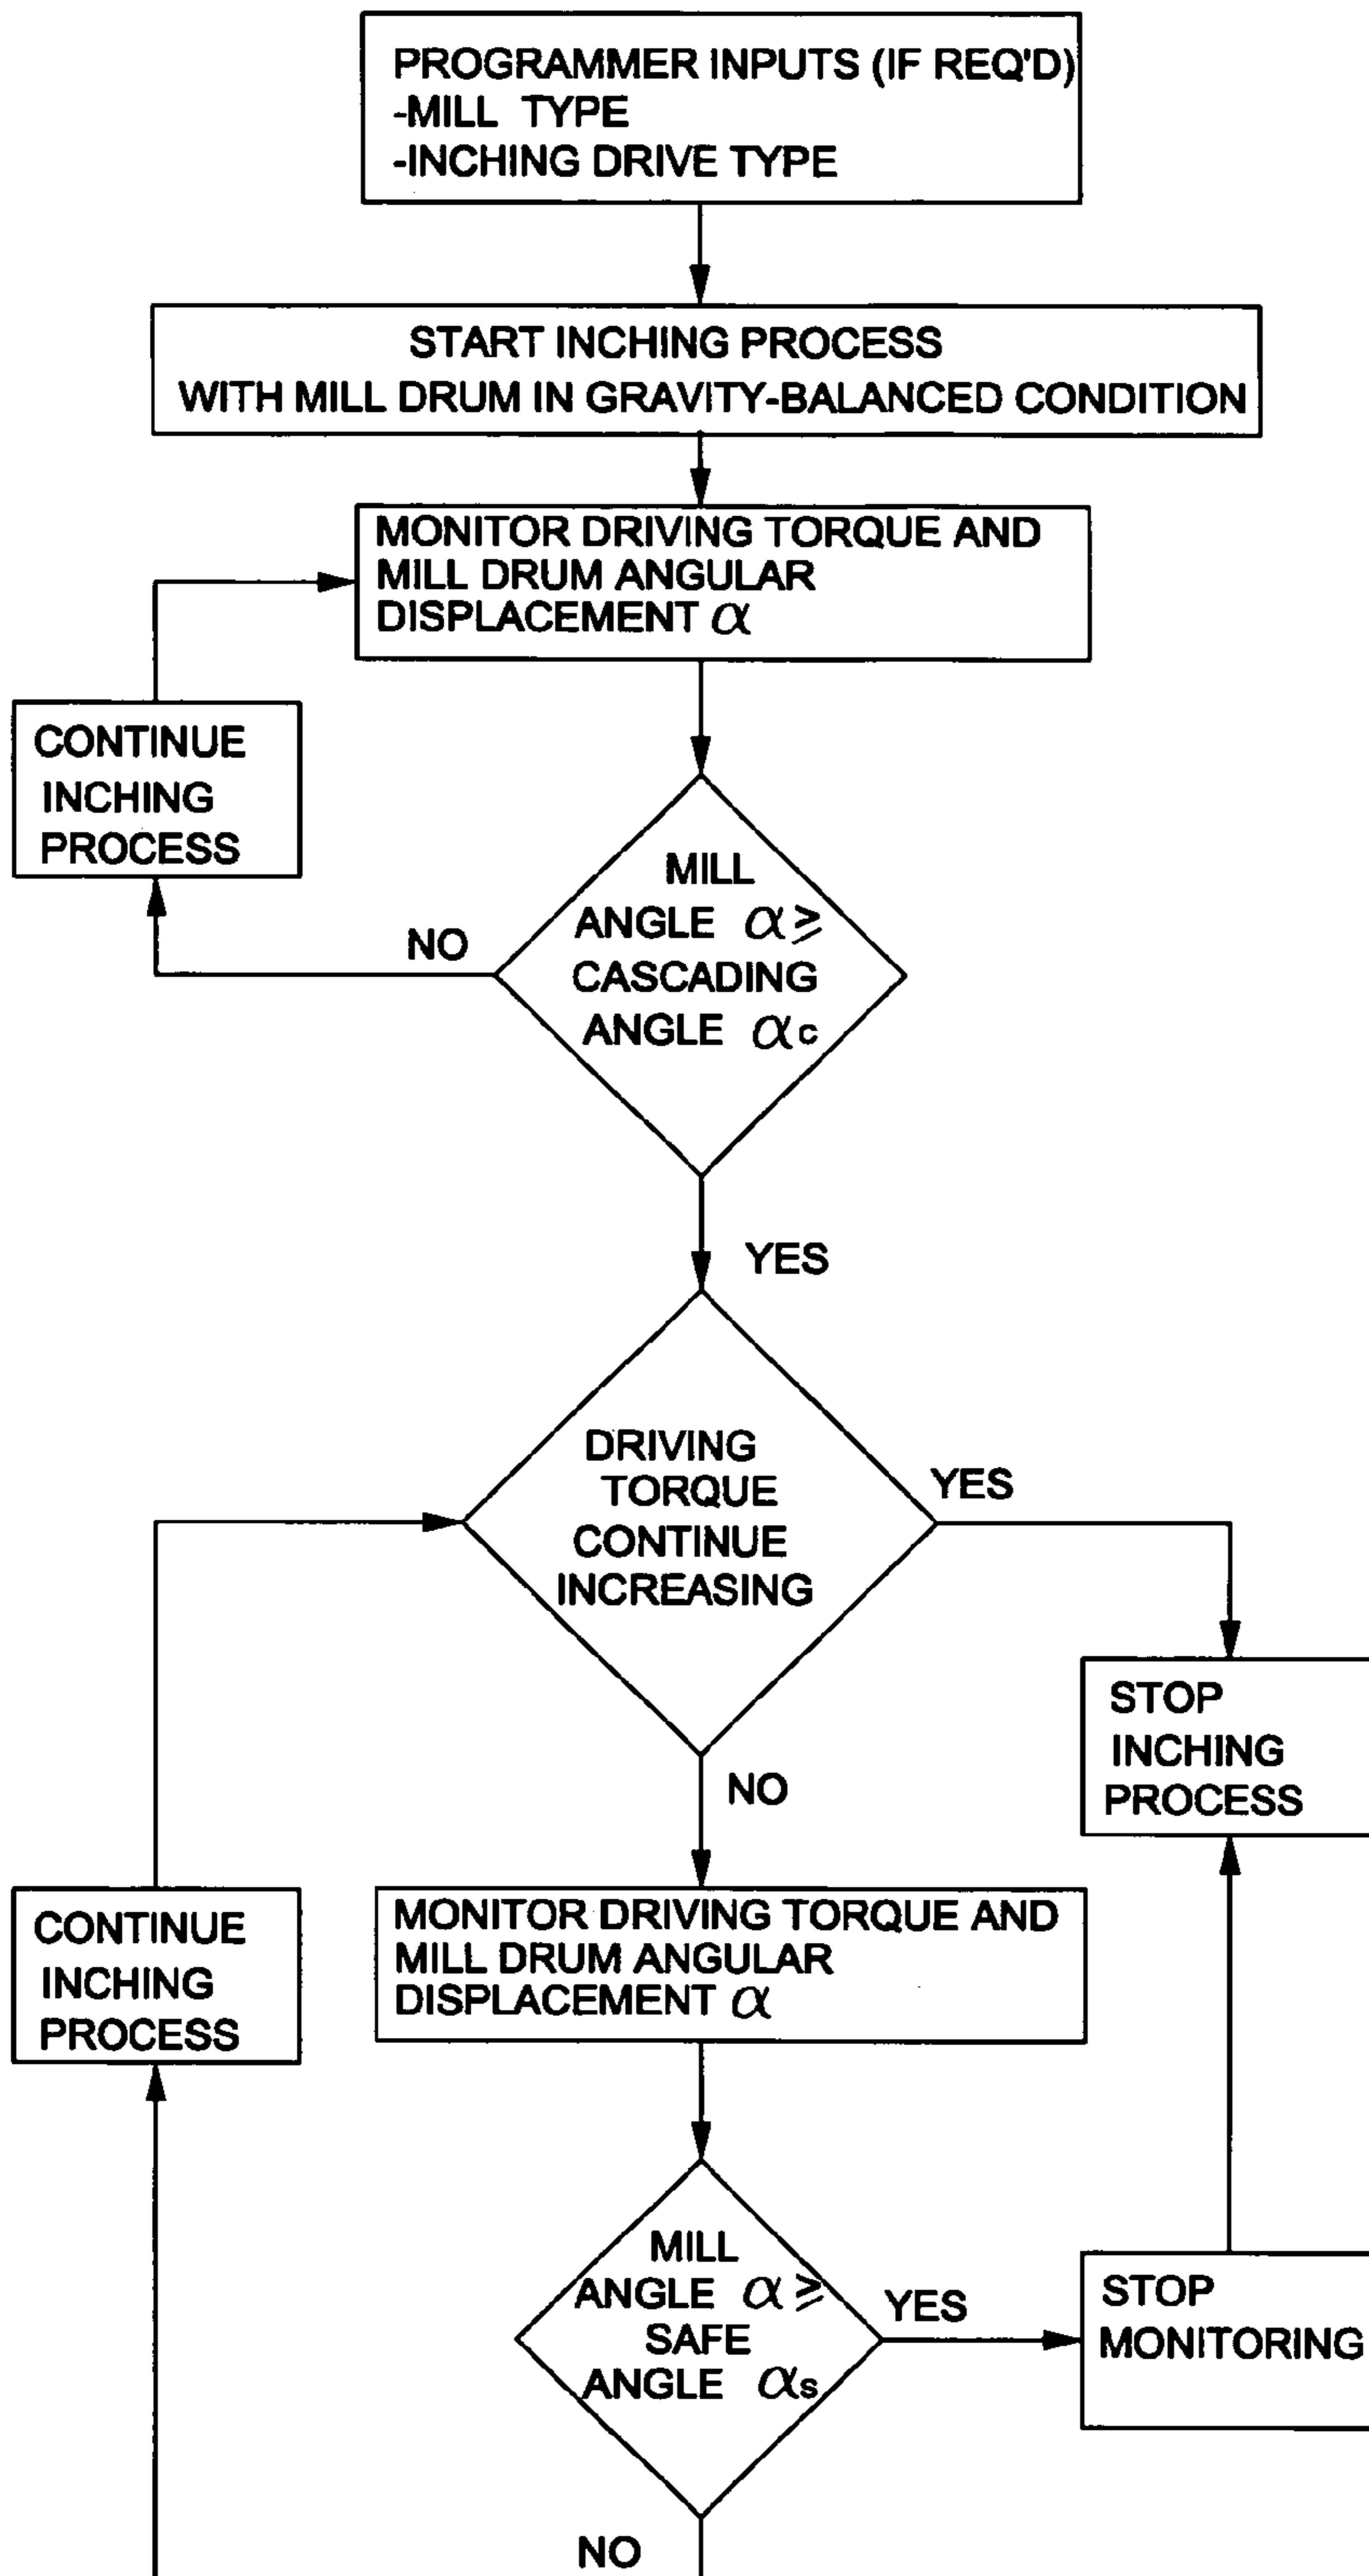 PROGRAMMER INPUTS (IF REQ'D)
-MILL TYPE
-INCHING DRIVE TYPE
START INCHING PROCESS
WITH MILL DRUM IN GRAVITY-BALANCED CONDITION
MONITOR DRIVING TORQUE AND
MILL DRUM ANGULAR
DISPLACEMENT α
CONTINUE
INCHING
PROCESS
NO
MILL
ANGLE α ≥
CASCADING
ANGLE αc
YES
DRIVING
TORQUE
CONTINUE
INCREASING
YES
STOP
INCHING
PROCESS
NO
CONTINUE
INCHING
PROCESS
MONITOR DRIVING TORQUE AND
MILL DRUM ANGULAR
DISPLACEMENT α
MILL
ANGLE α ≥
SAFE
ANGLE αs
YES
STOP
MONITORING
NO